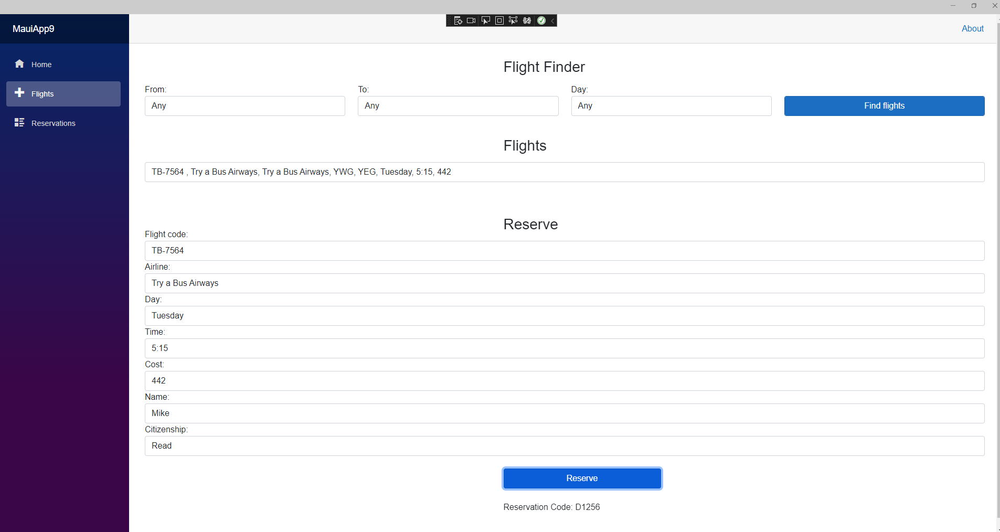 MauiApp9
About
Home
Flights
Reservations
Flight Finder
From:
To:
Day:
Any
Any
Any
Find flights
Flights
TB-7564 , Try a Bus Airways, Try a Bus Airways, YWG, YEG, Tuesday, 5:15, 442
Reserve
Flight code:
TB-7564
Airline:
Try a Bus Airways
Day:
Tuesday
Time:
5:15
Cost:
442
Name:
Mike
Citizenship:
Read
Reserve
Reservation Code: D1256